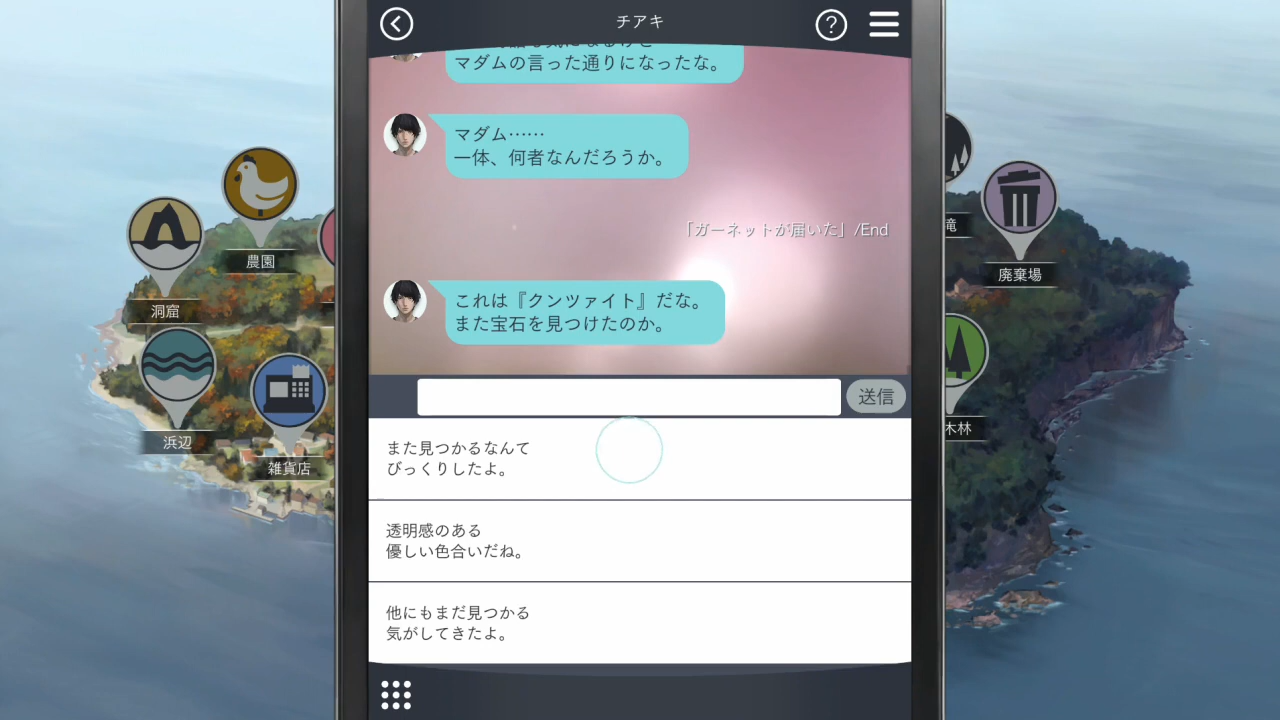 チアキ
?
マダムの言った通りになったな。
マダム……
一体、何者なんだろうか。
「ガーネットが届いた」/End
これは『クンツァイト』だな。
また宝石を見つけたのか。
送信
また見つかるなんて
びっくりしたよ。
透明感のある
優しい色合いだね。
他にもまだ見つかる
気がしてきたよ。
農園
洞窟
浜辺
雑貨店
滝
廃棄場
木林